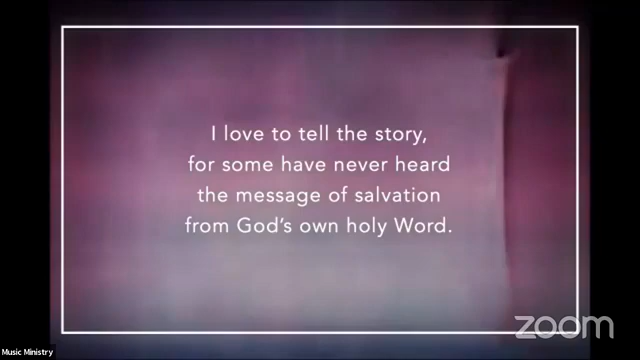 I love to tell the story,
for some have never heard
the message of salvation
from God's own holy Word.
zoom
Music Ministry